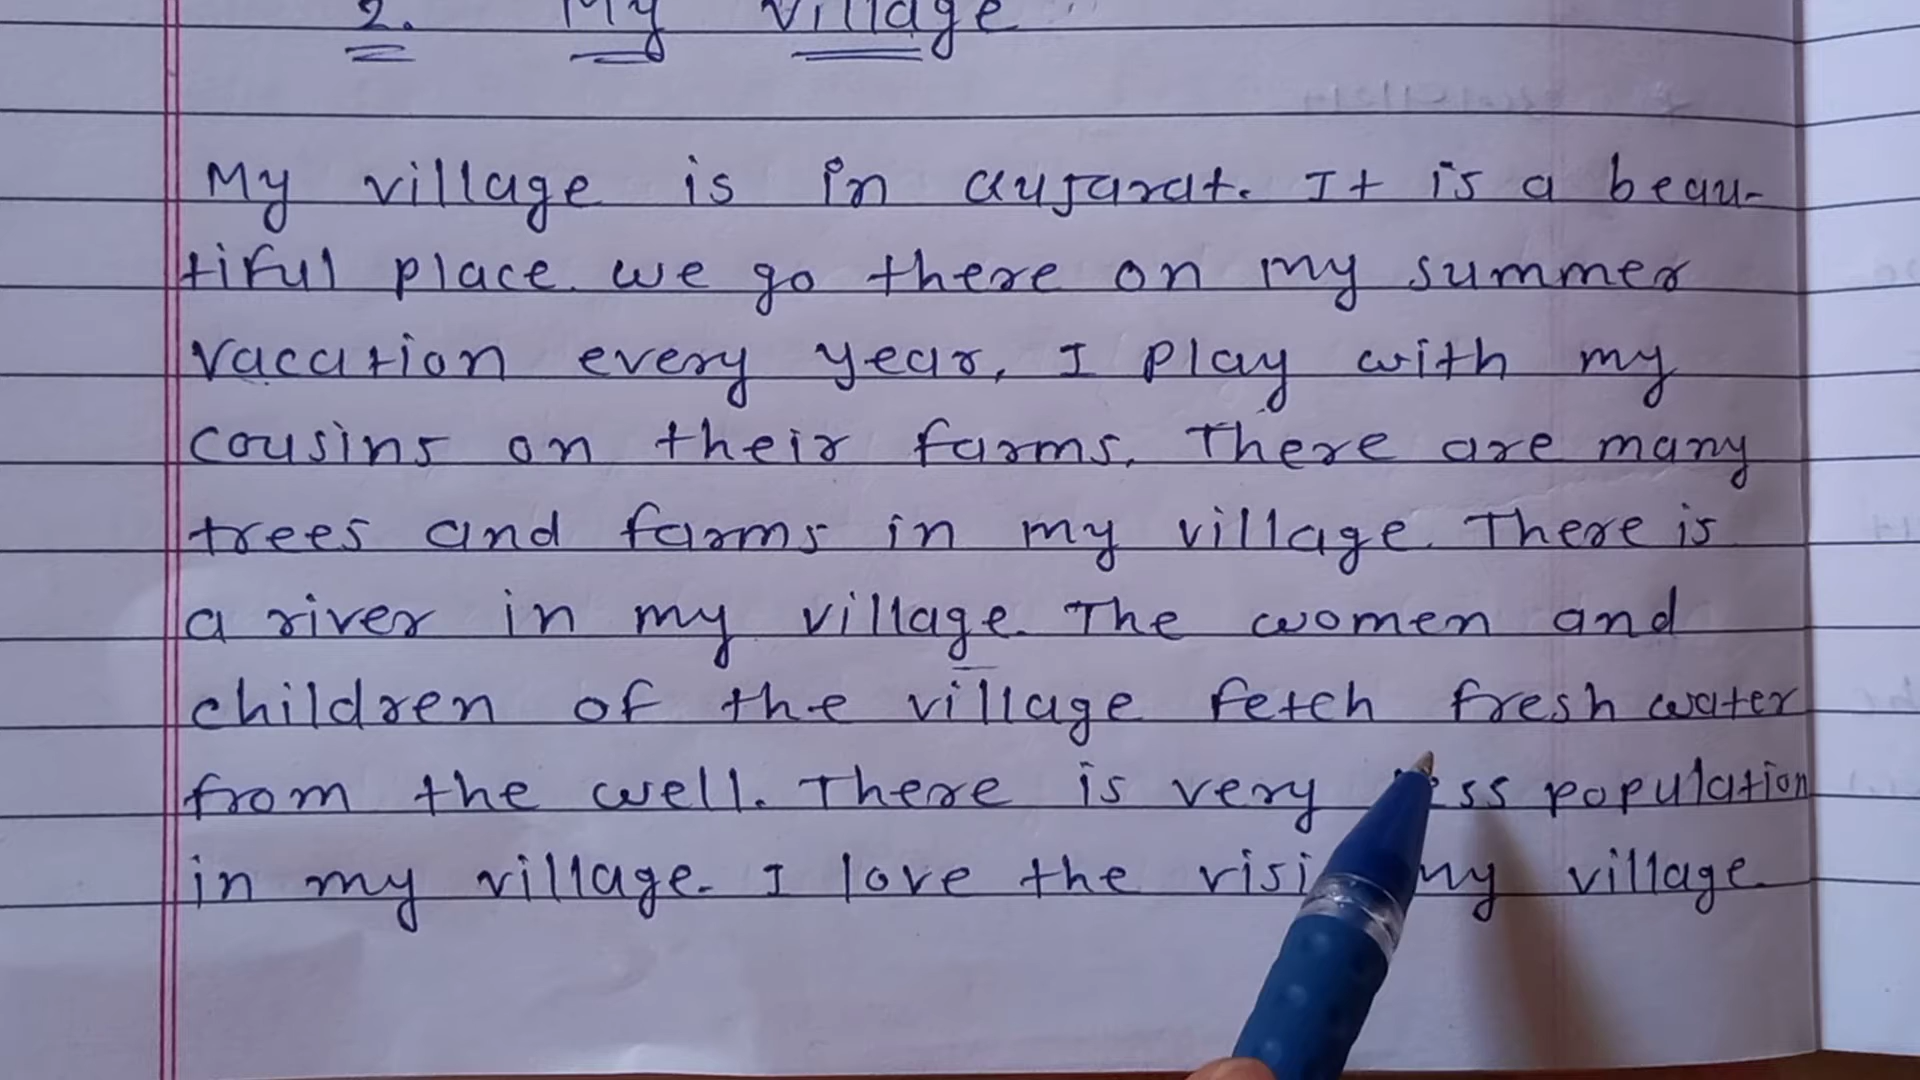 2. My village
My village is in Gujarat. It is a beau-
tiful place. we go there on my summer
vacation every year. I play with my
cousins on their farms. There are many
trees and farms in my village. There is
a river in my village. The women and
children of the village fetch fresh water
from the well. There is very population
in my village. I love the my village